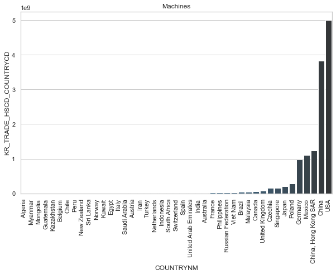 Machines
1e9
5
4
3
2
1
0
KR_TRADE_HSCD_COUNTRYCD
Algeria
Myanmar
Mongolia
Guatemala
Kazakhstan
Belgium
Chile
Peru
New Zealand
Sri Lanka
Norway
Kuwait
Egypt
Italy
Saudi Arabia
Austria
Iran
Turkey
Netherlands
Indonesia
South Africa
Switzerland
Spain
United Arab Emirates
India
Australia
France
Philippines
Russian Federation
Viet Nam
Brazil
Malaysia
Canada
United Kingdom
Czechia
Singapore
Japan
Poland
Germany
Mexico
China, Hong Kong SAR
China
USA
COUNTRYNM